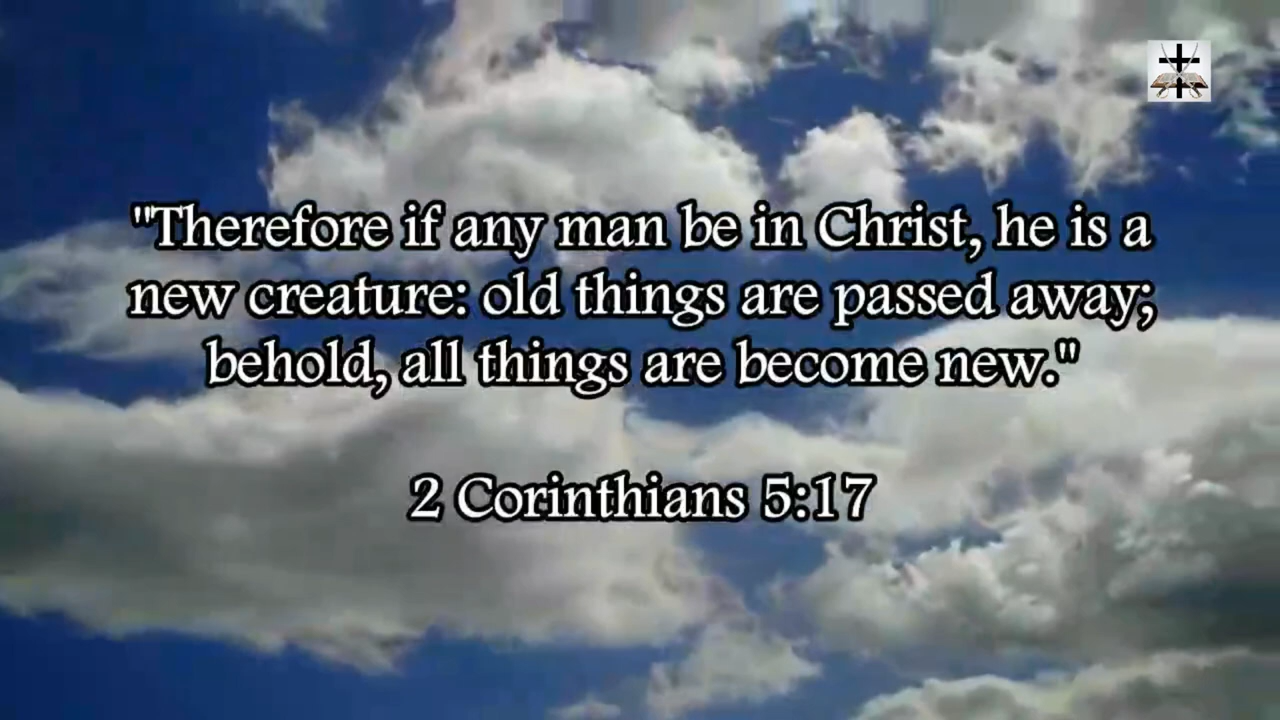 "Therefore if any man be in Christ, he is a
new creature: old things are passed away;
behold, all things are become new."
2 Corinthians 5:17